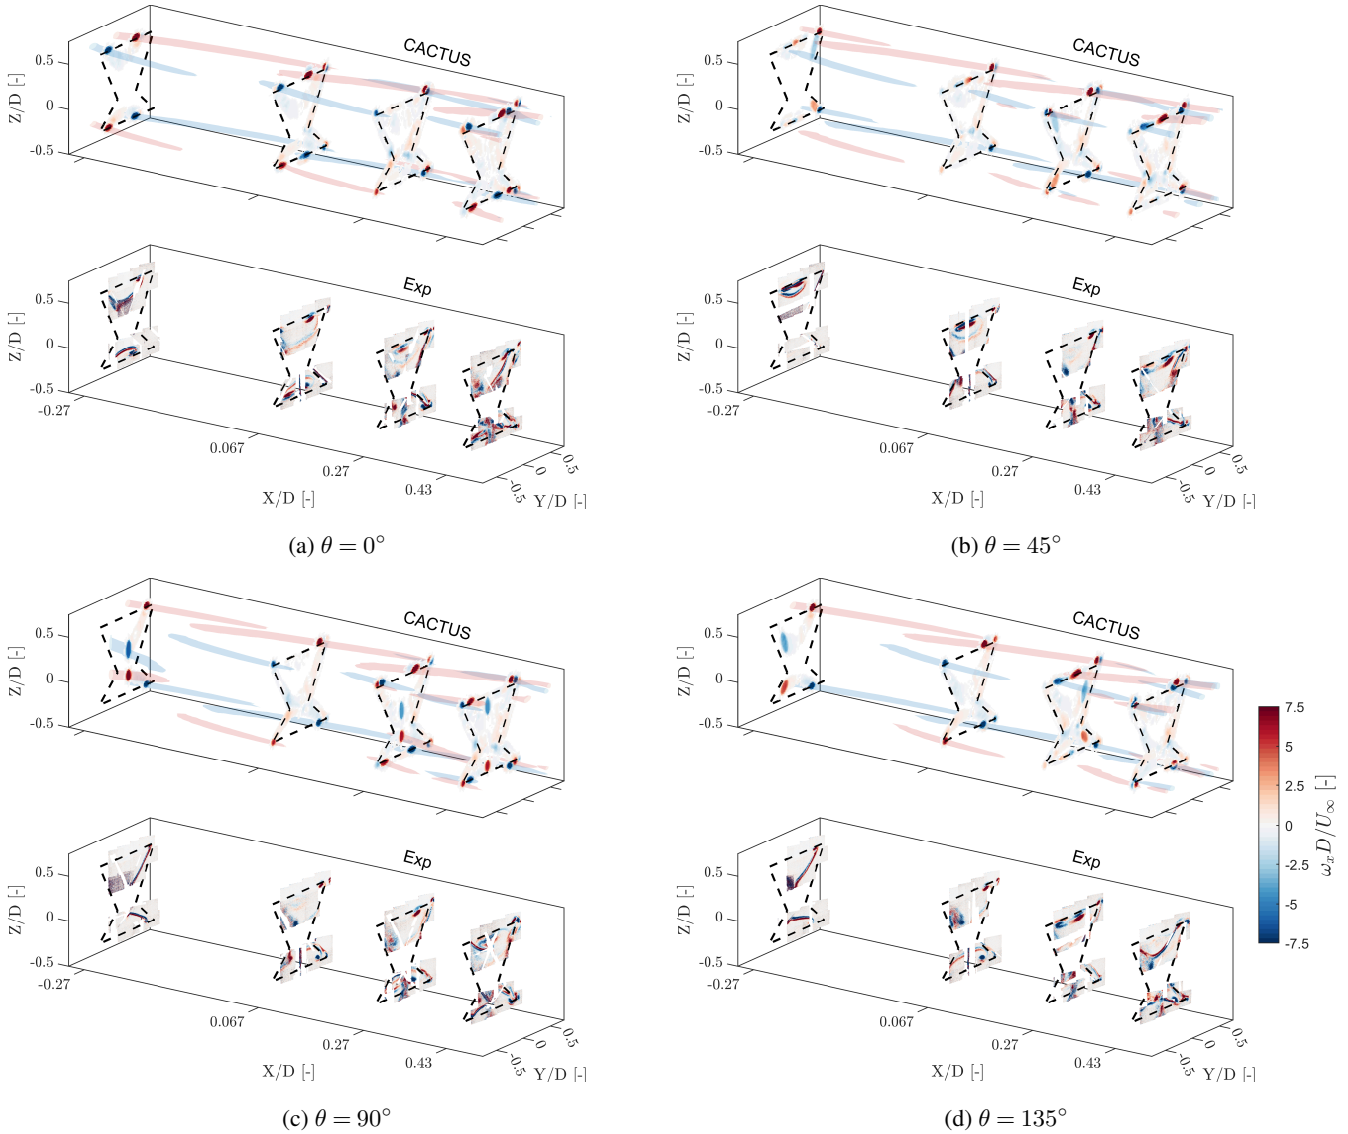 CACTUS
Z/D [-]
0.5
0
-0.5
Exp
Z/D [-]
0.5
0
-0.5
-0.27
0.067
0.27
0.43
X/D [-]
-0.5
0
0.5
Y/D [-]
(a) θ = 0°
CACTUS
Z/D [-]
0.5
0
-0.5
Exp
Z/D [-]
0.5
0
-0.5
-0.27
0.067
0.27
0.43
X/D [-]
-0.5
0
0.5
Y/D [-]
(b) θ = 45°
CACTUS
Z/D [-]
0.5
0
-0.5
Exp
Z/D [-]
0.5
0
-0.5
-0.27
0.067
0.27
0.43
X/D [-]
-0.5
0
0.5
Y/D [-]
(c) θ = 90°
CACTUS
Z/D [-]
0.5
0
-0.5
Exp
Z/D [-]
0.5
0
-0.5
-0.27
0.067
0.27
0.43
X/D [-]
-0.5
0
0.5
Y/D [-]
(d) θ = 135°
7.5
5
2.5
0
-2.5
-5
-7.5
ωₓD/U∞ [-]